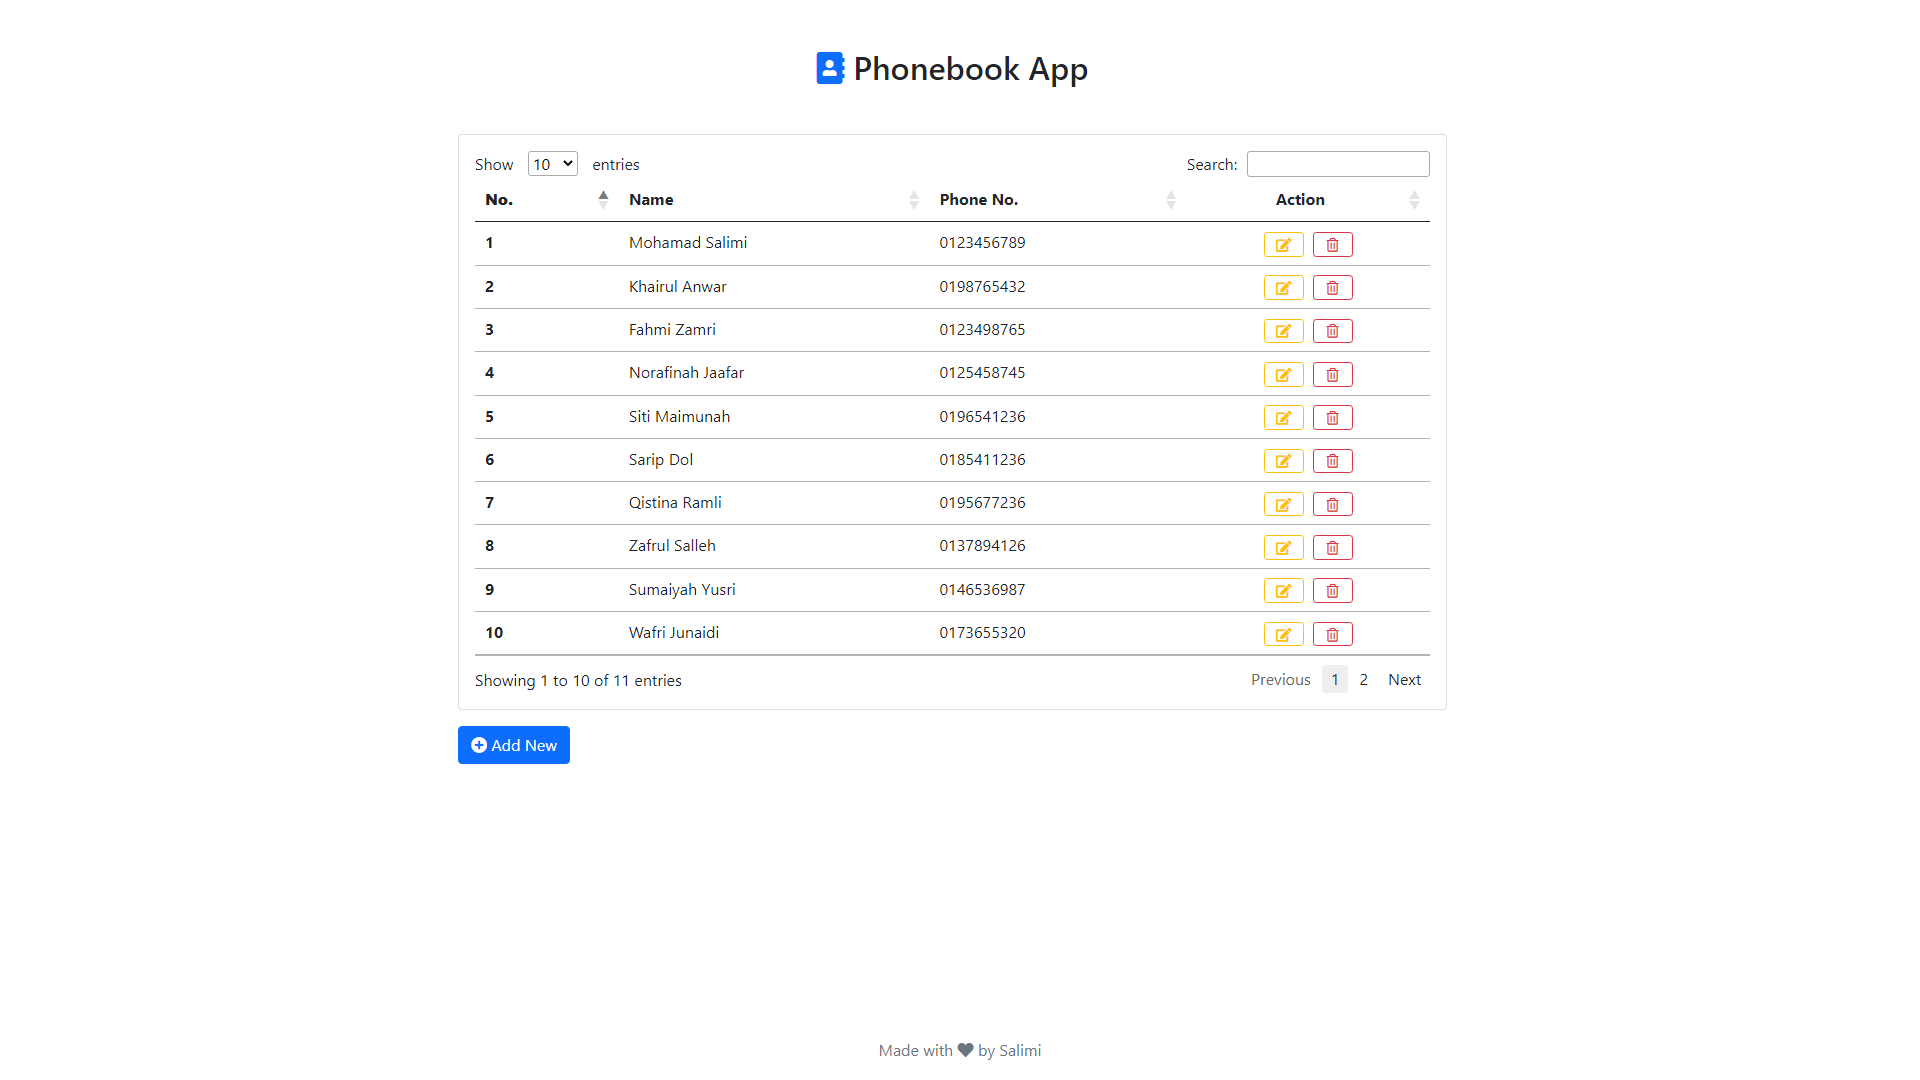 Phonebook App
Show 10 entries Search:
No. Name Phone No. Action
1 Mohamad Salimi 0123456789
2 Khairul Anwar 0198765432
3 Fahmi Zamri 0123498765
4 Norafinah Jaafar 0125458745
5 Siti Maimunah 0196541236
6 Sarip Dol 0185411236
7 Qistina Ramli 0195677236
8 Zafrul Salleh 0137894126
9 Sumaiyah Yusri 0146536987
10 Wafri Junaidi 0173655320
Showing 1 to 10 of 11 entries Previous 1 2 Next
Add New
Made with by Salimi